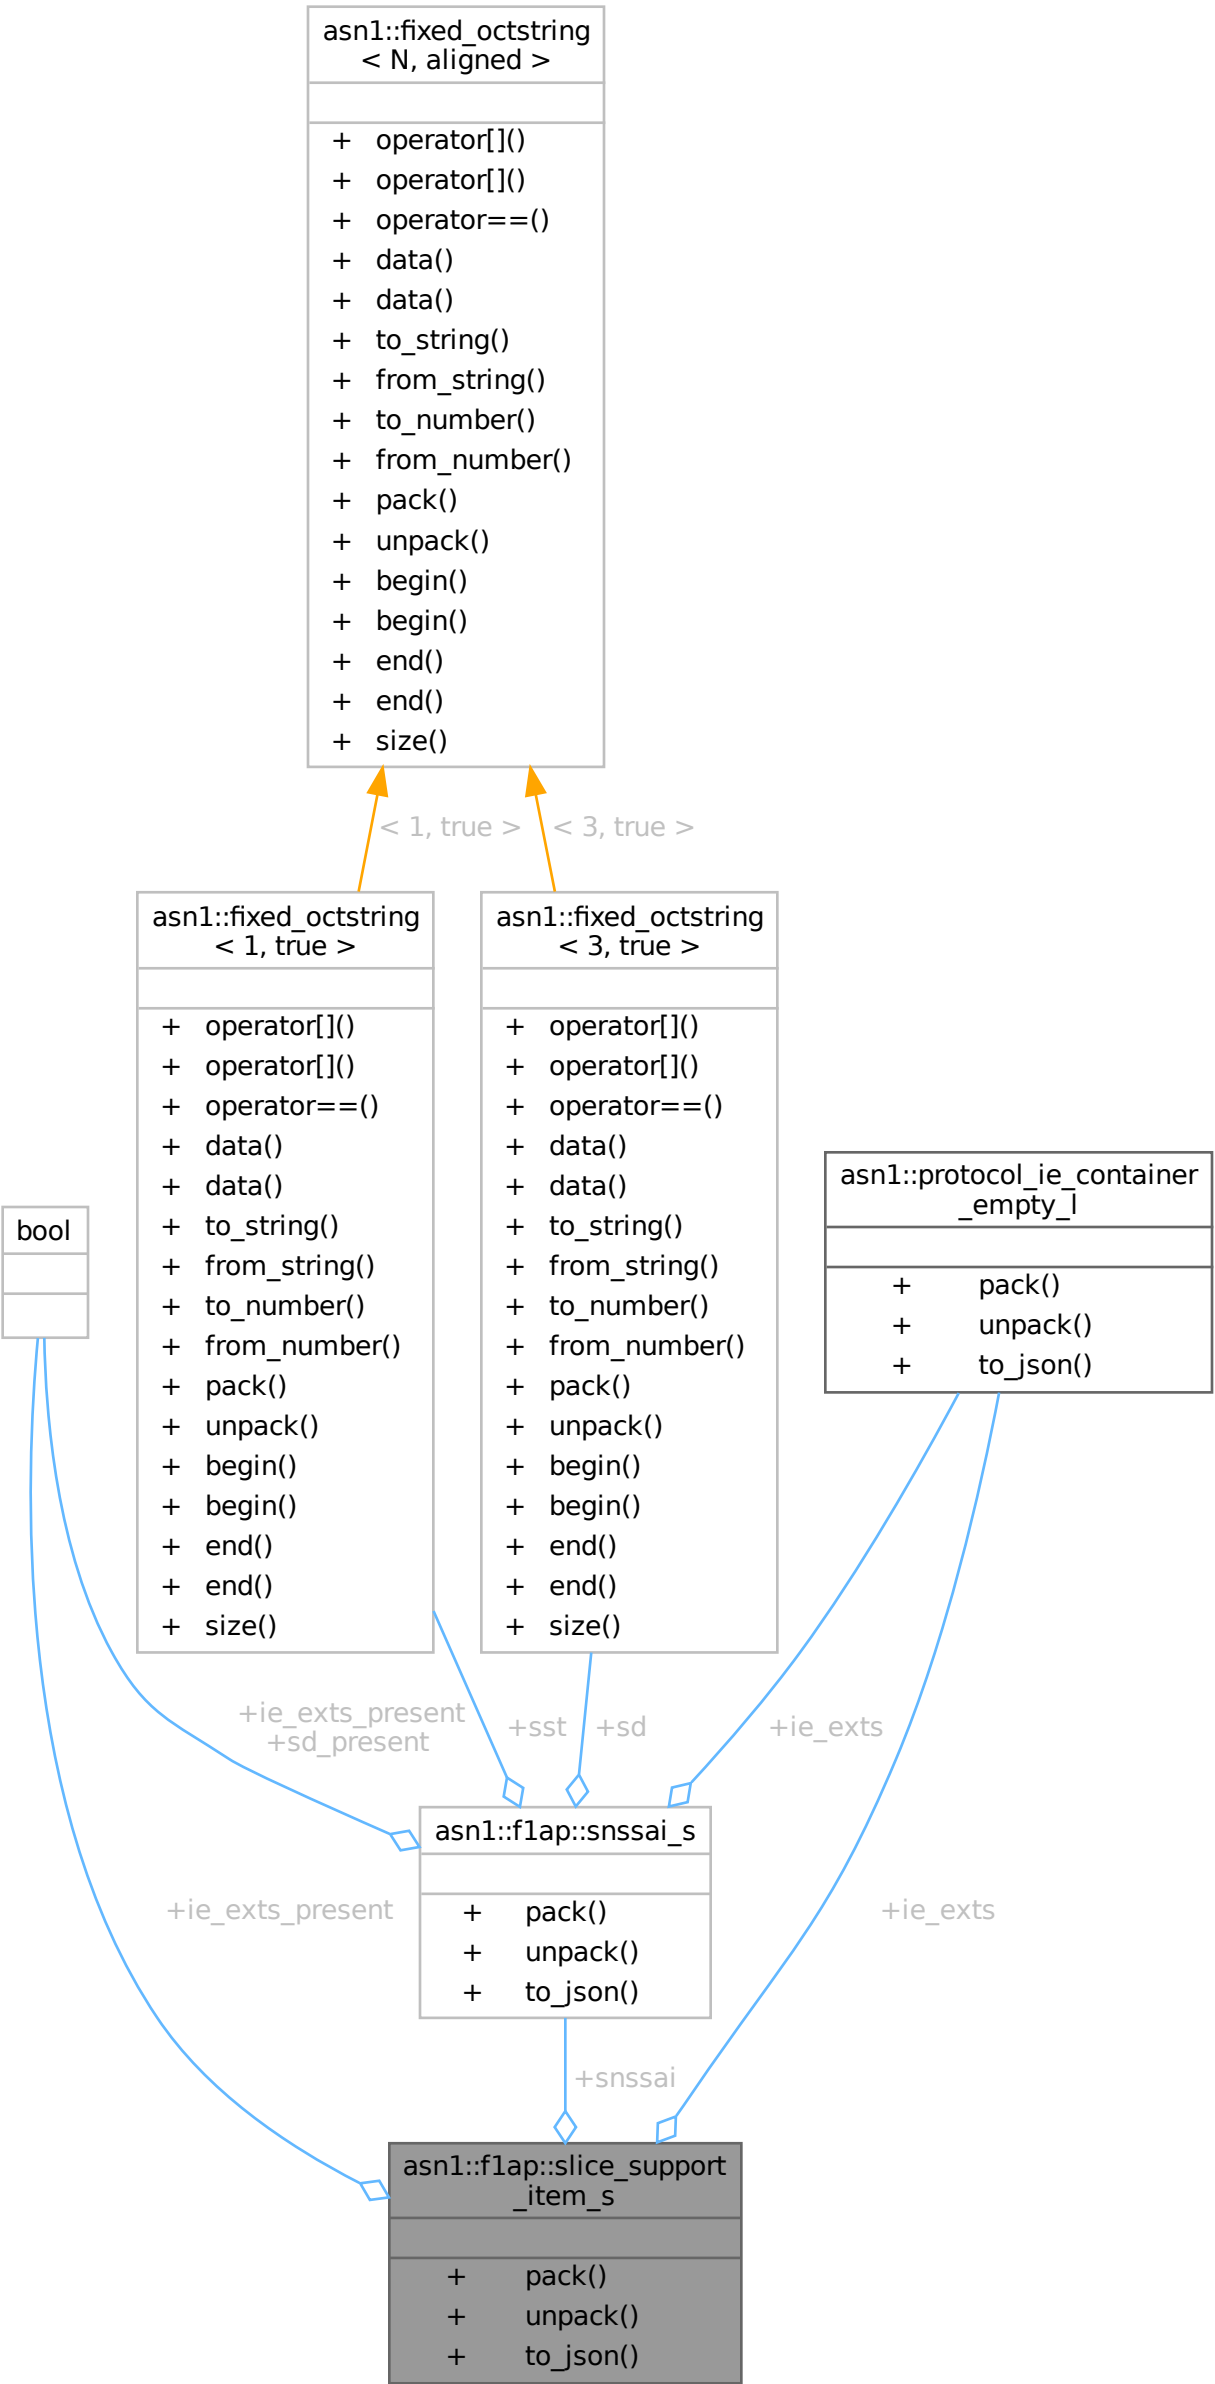 asn1::fixed_octstring
< N, aligned >
+ operator[]()
+ operator[]()
+ operator==()
+ data()
+ data()
+ to_string()
+ from_string()
+ to_number()
+ from_number()
+ pack()
+ unpack()
+ begin()
+ begin()
+ end()
+ end()
+ size()
< 1, true >
< 3, true >
asn1::fixed_octstring
< 1, true >
+ operator[]()
+ operator[]()
+ operator==()
+ data()
+ data()
+ to_string()
+ from_string()
+ to_number()
+ from_number()
+ pack()
+ unpack()
+ begin()
+ begin()
+ end()
+ end()
+ size()
asn1::fixed_octstring
< 3, true >
+ operator[]()
+ operator[]()
+ operator==()
+ data()
+ data()
+ to_string()
+ from_string()
+ to_number()
+ from_number()
+ pack()
+ unpack()
+ begin()
+ begin()
+ end()
+ end()
+ size()
asn1::protocol_ie_container
_empty_l
+ pack()
+ unpack()
+ to_json()
bool
+ie_exts_present
+sd_present
+sst
+sd
+ie_exts
asn1::f1ap::snssai_s
+ pack()
+ unpack()
+ to_json()
+ie_exts_present
+ie_exts
+snssai
asn1::f1ap::slice_support
_item_s
+ pack()
+ unpack()
+ to_json()